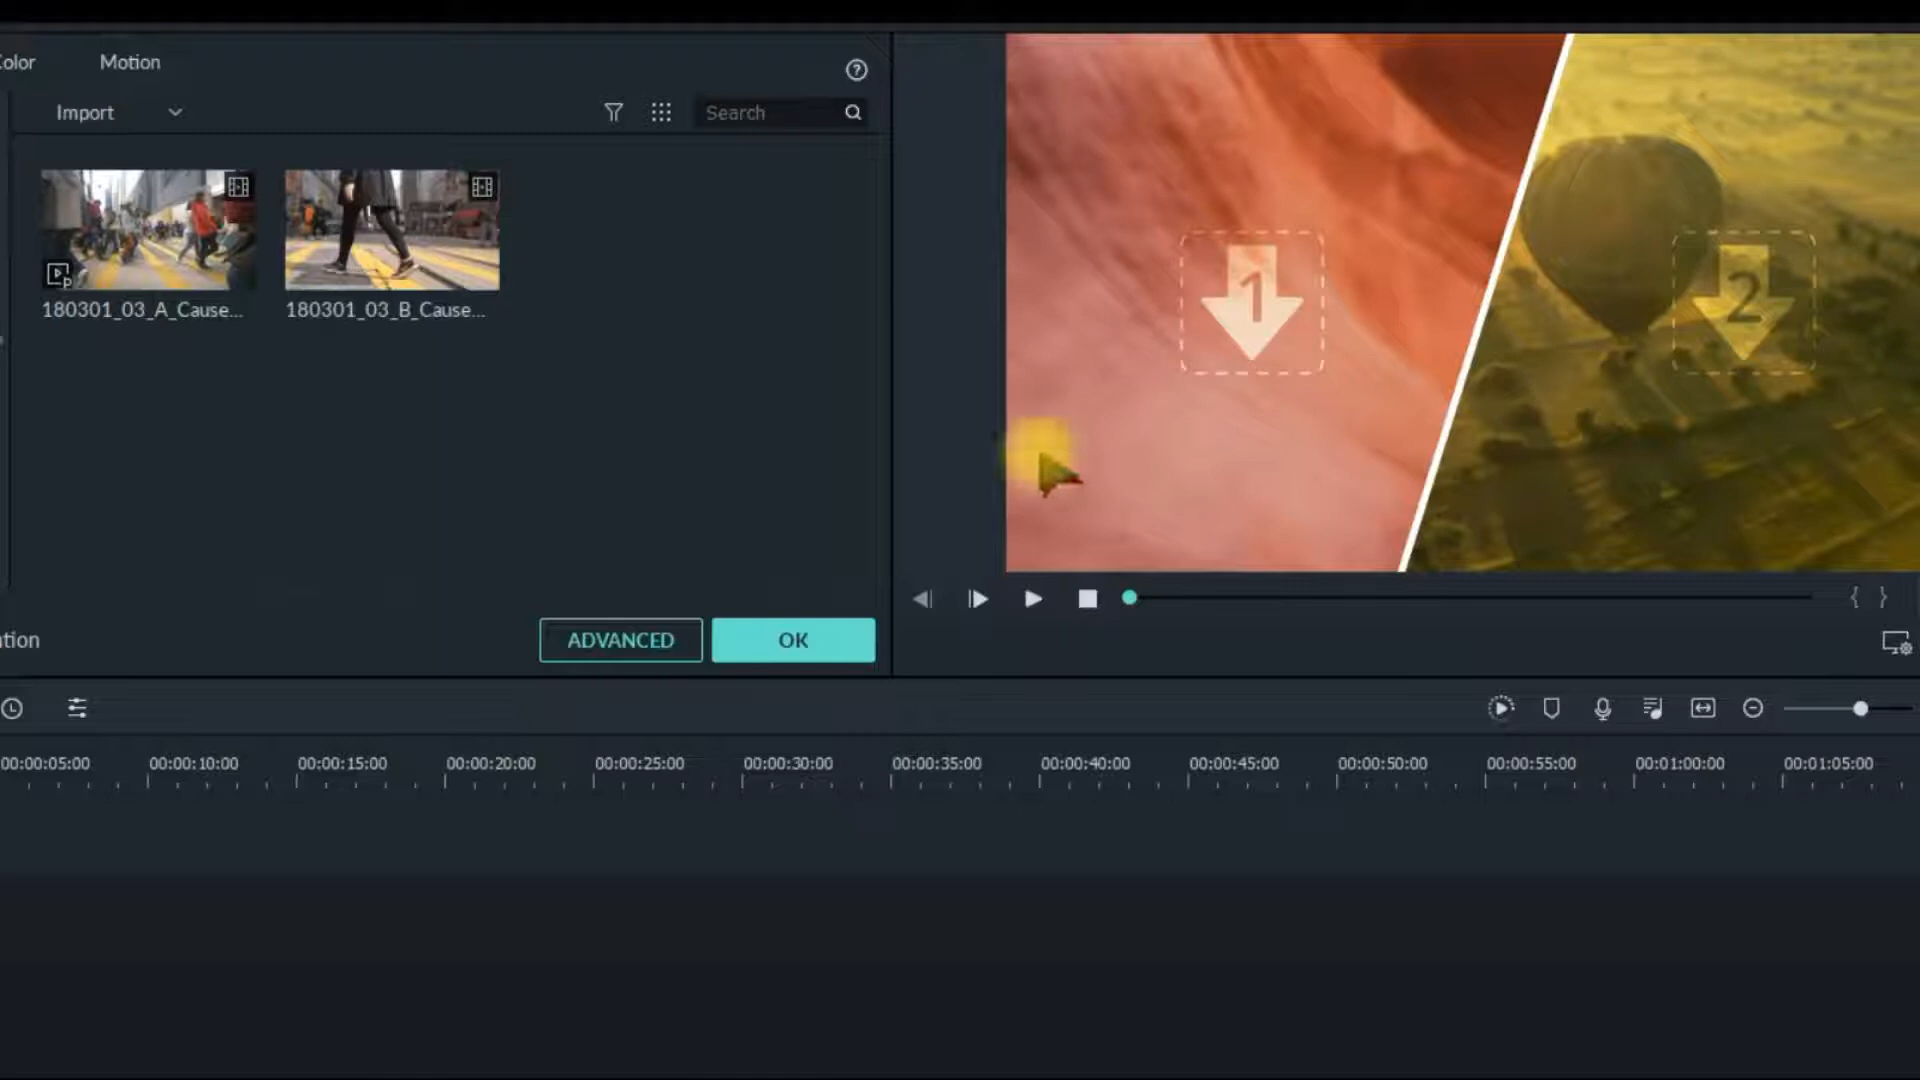 Color Motion
Import Search
180301_03_A_Cause... 180301_03_B_Cause...
1 2
tion ADVANCED OK
00:00:05:00 00:00:10:00 00:00:15:00 00:00:20:00 00:00:25:00 00:00:30:00 00:00:35:00 00:00:40:00 00:00:45:00 00:00:50:00 00:00:55:00 00:01:00:00 00:01:05:00